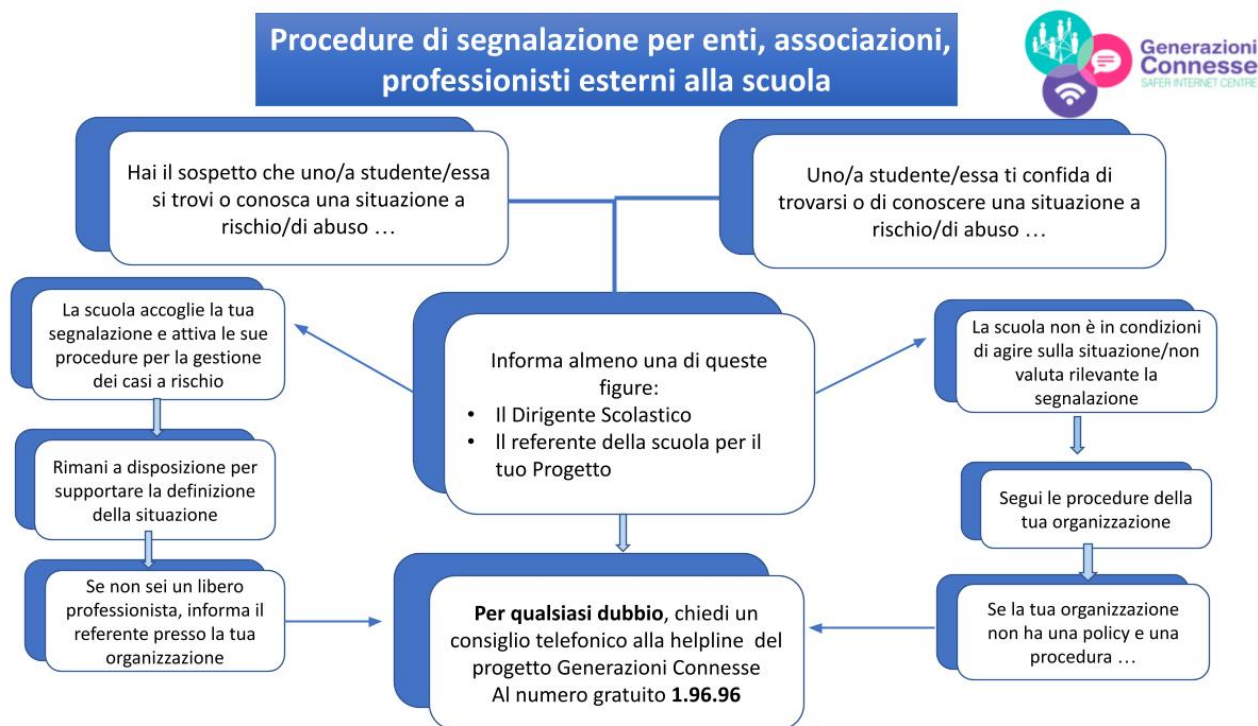 Procedure di segnalazione per enti, associazioni,
professionisti esterni alla scuola
Generazioni
Connesse
SAFER INTERNET CENTRE
Hai il sospetto che uno/a studente/essa
si trovi o conosca una situazione a
rischio/di abuso …
Uno/a studente/essa ti confida di
trovarsi o di conoscere una situazione a
rischio/di abuso …
La scuola accoglie la tua
segnalazione e attiva le sue
procedure per la gestione
dei casi a rischio
Informa almeno una di queste
figure:
• Il Dirigente Scolastico
• Il referente della scuola per il
tuo Progetto
La scuola non è in condizioni
di agire sulla situazione/non
valuta rilevante la
segnalazione
Rimani a disposizione per
supportare la definizione
della situazione
Segui le procedure della
tua organizzazione
Se non sei un libero
professionista, informa il
referente presso la tua
organizzazione
Per qualsiasi dubbio, chiedi un
consiglio telefonico alla helpline del
progetto Generazioni Connesse
Al numero gratuito 1.96.96
Se la tua organizzazione
non ha una policy e una
procedura …